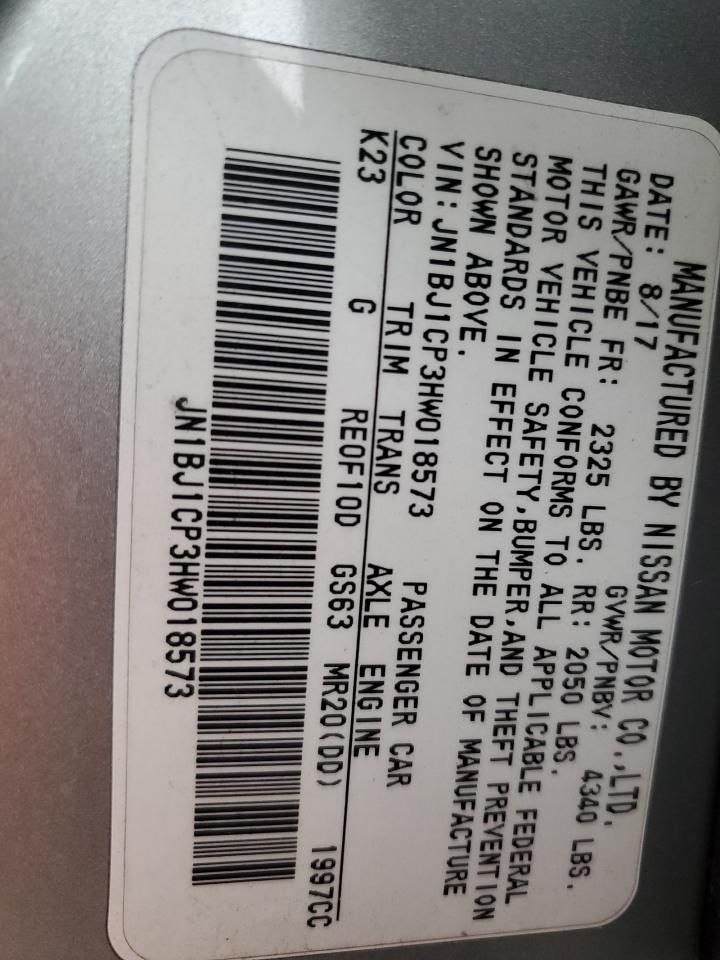 MANUFACTURED BY NISSAN MOTOR CO.,LTD.
DATE: 8/17 GVWR/PNBV: 4340 LBS.
GAWR/PNBE FR: 2325 LBS. RR: 2050 LBS.
THIS VEHICLE CONFORMS TO ALL APPLICABLE FEDERAL
MOTOR VEHICLE SAFETY,BUMPER,AND THEFT PREVENTION
STANDARDS IN EFFECT ON THE DATE OF MANUFACTURE
SHOWN ABOVE.
VIN:JN1BJ1CP3HW018573 PASSENGER CAR
COLOR TRIM TRANS AXLE ENGINE
K23 G RE0F10D GS63 MR20(DD) 1997CC
JN1BJ1CP3HW018573